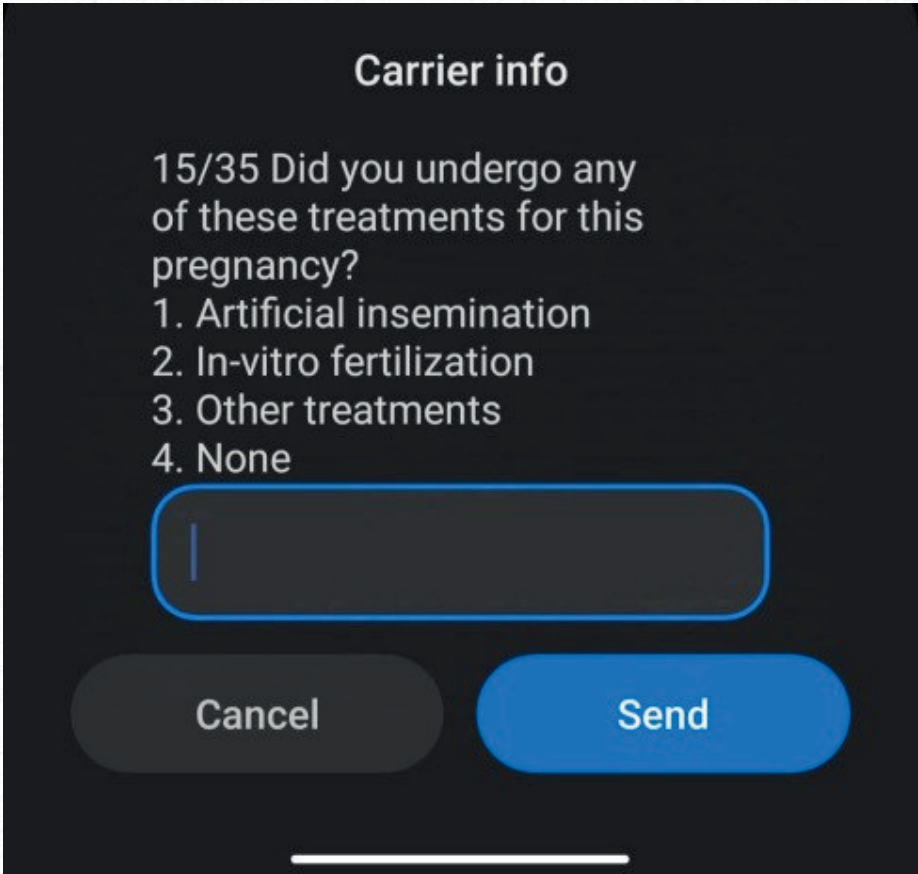 Carrier info
15/35 Did you undergo any
of these treatments for this
pregnancy?
1. Artificial insemination
2. In-vitro fertilization
3. Other treatments
4. None
Cancel
Send